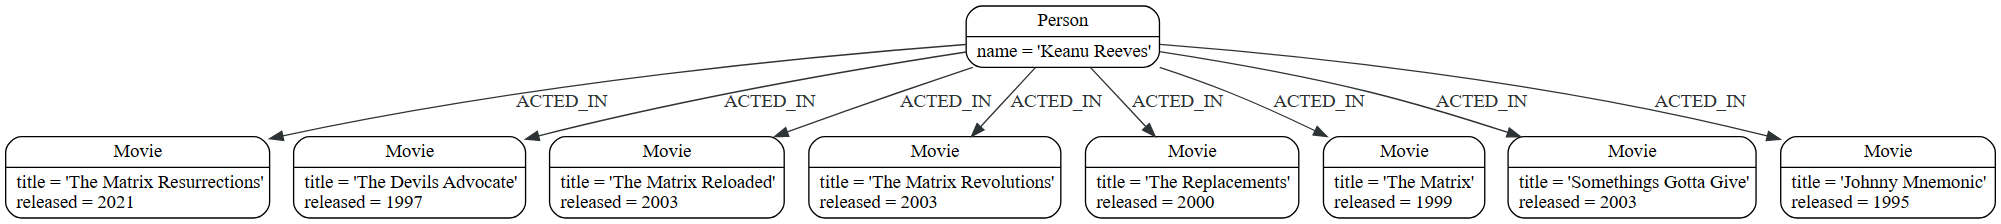 Person
name = 'Keanu Reeves'
ACTED_IN
ACTED_IN
ACTED_IN
ACTED_IN
ACTED_IN
ACTED_IN
ACTED_IN
ACTED_IN
Movie
title = 'The Matrix Resurrections'
released = 2021
Movie
title = 'The Devils Advocate'
released = 1997
Movie
title = 'The Matrix Reloaded'
released = 2003
Movie
title = 'The Matrix Revolutions'
released = 2003
Movie
title = 'The Replacements'
released = 2000
Movie
title = 'The Matrix'
released = 1999
Movie
title = 'Somethings Gotta Give'
released = 2003
Movie
title = 'Johnny Mnemonic'
released = 1995